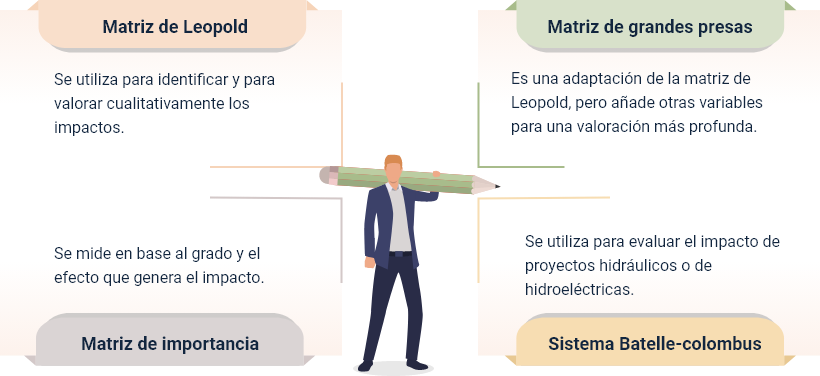 Matriz de Leopold
Se utiliza para identificar y para
valorar cualitativamente los
impactos.
Matriz de grandes presas
Es una adaptación de la matriz de
Leopold, pero añade otras variables
para una valoración más profunda.
Se mide en base al grado y el
efecto que genera el impacto.
Matriz de importancia
Se utiliza para evaluar el impacto de
proyectos hidráulicos o de
hidroeléctricas.
Sistema Batelle-colombus